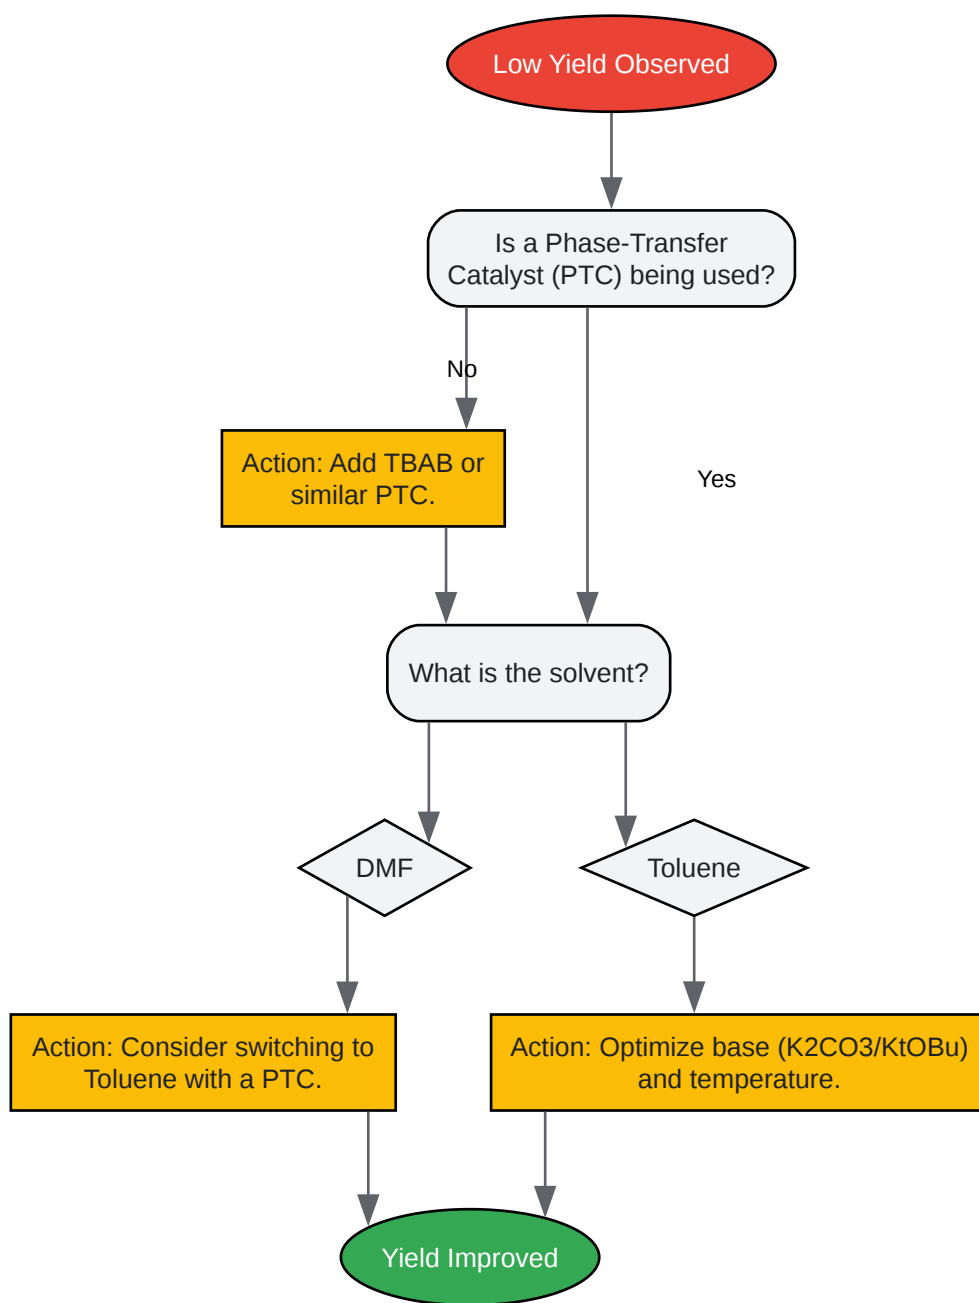 Low Yield Observed
Is a Phase-Transfer
Catalyst (PTC) being used?
No
Action: Add TBAB or
similar PTC.
Yes
What is the solvent?
DMF
Toluene
Action: Consider switching to
Toluene with a PTC.
Action: Optimize base (K2CO3/KtOBu)
and temperature.
Yield Improved